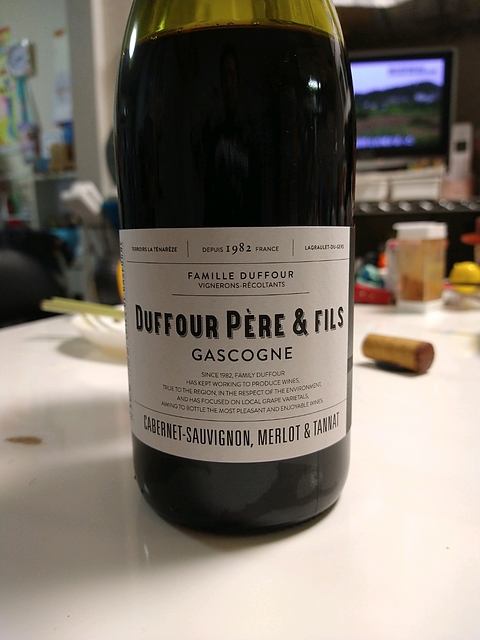 TERROIRS LA TÉNARÈZE
DEPUIS 1982 FRANCE
LAGRAULET-DU-GERS
FAMILLE DUFFOUR
VIGNERONS-RÉCOLTANTS
DUFFOUR PÈRE & FILS
GASCOGNE
SINCE 1982, FAMILY DUFFOUR
HAS KEPT WORKING TO PRODUCE WINES,
TRUE TO THE REGION, IN THE RESPECT OF THE ENVIRONMENT,
AND HAS FOCUSED ON LOCAL GRAPE VARIETALS,
AIMING TO BOTTLE THE MOST PLEASANT AND ENJOYABLE WINES.
CABERNET-SAUVIGNON, MERLOT & TANNAT